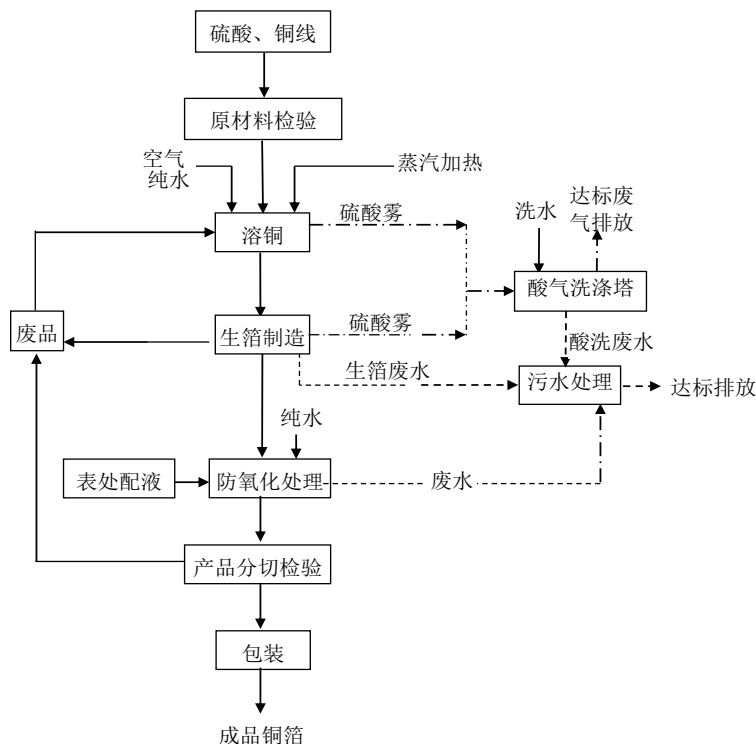 硫酸、铜线
原材料检验
空气
纯水
蒸汽加热
硫酸雾
溶铜
洗水
达标废
气排放
酸气洗涤塔
废品
生箔制造
硫酸雾
酸洗废水
生箔废水
污水处理
达标排放
纯水
表处配液
防氧化处理
废水
产品分切检验
包装
成品铜箔